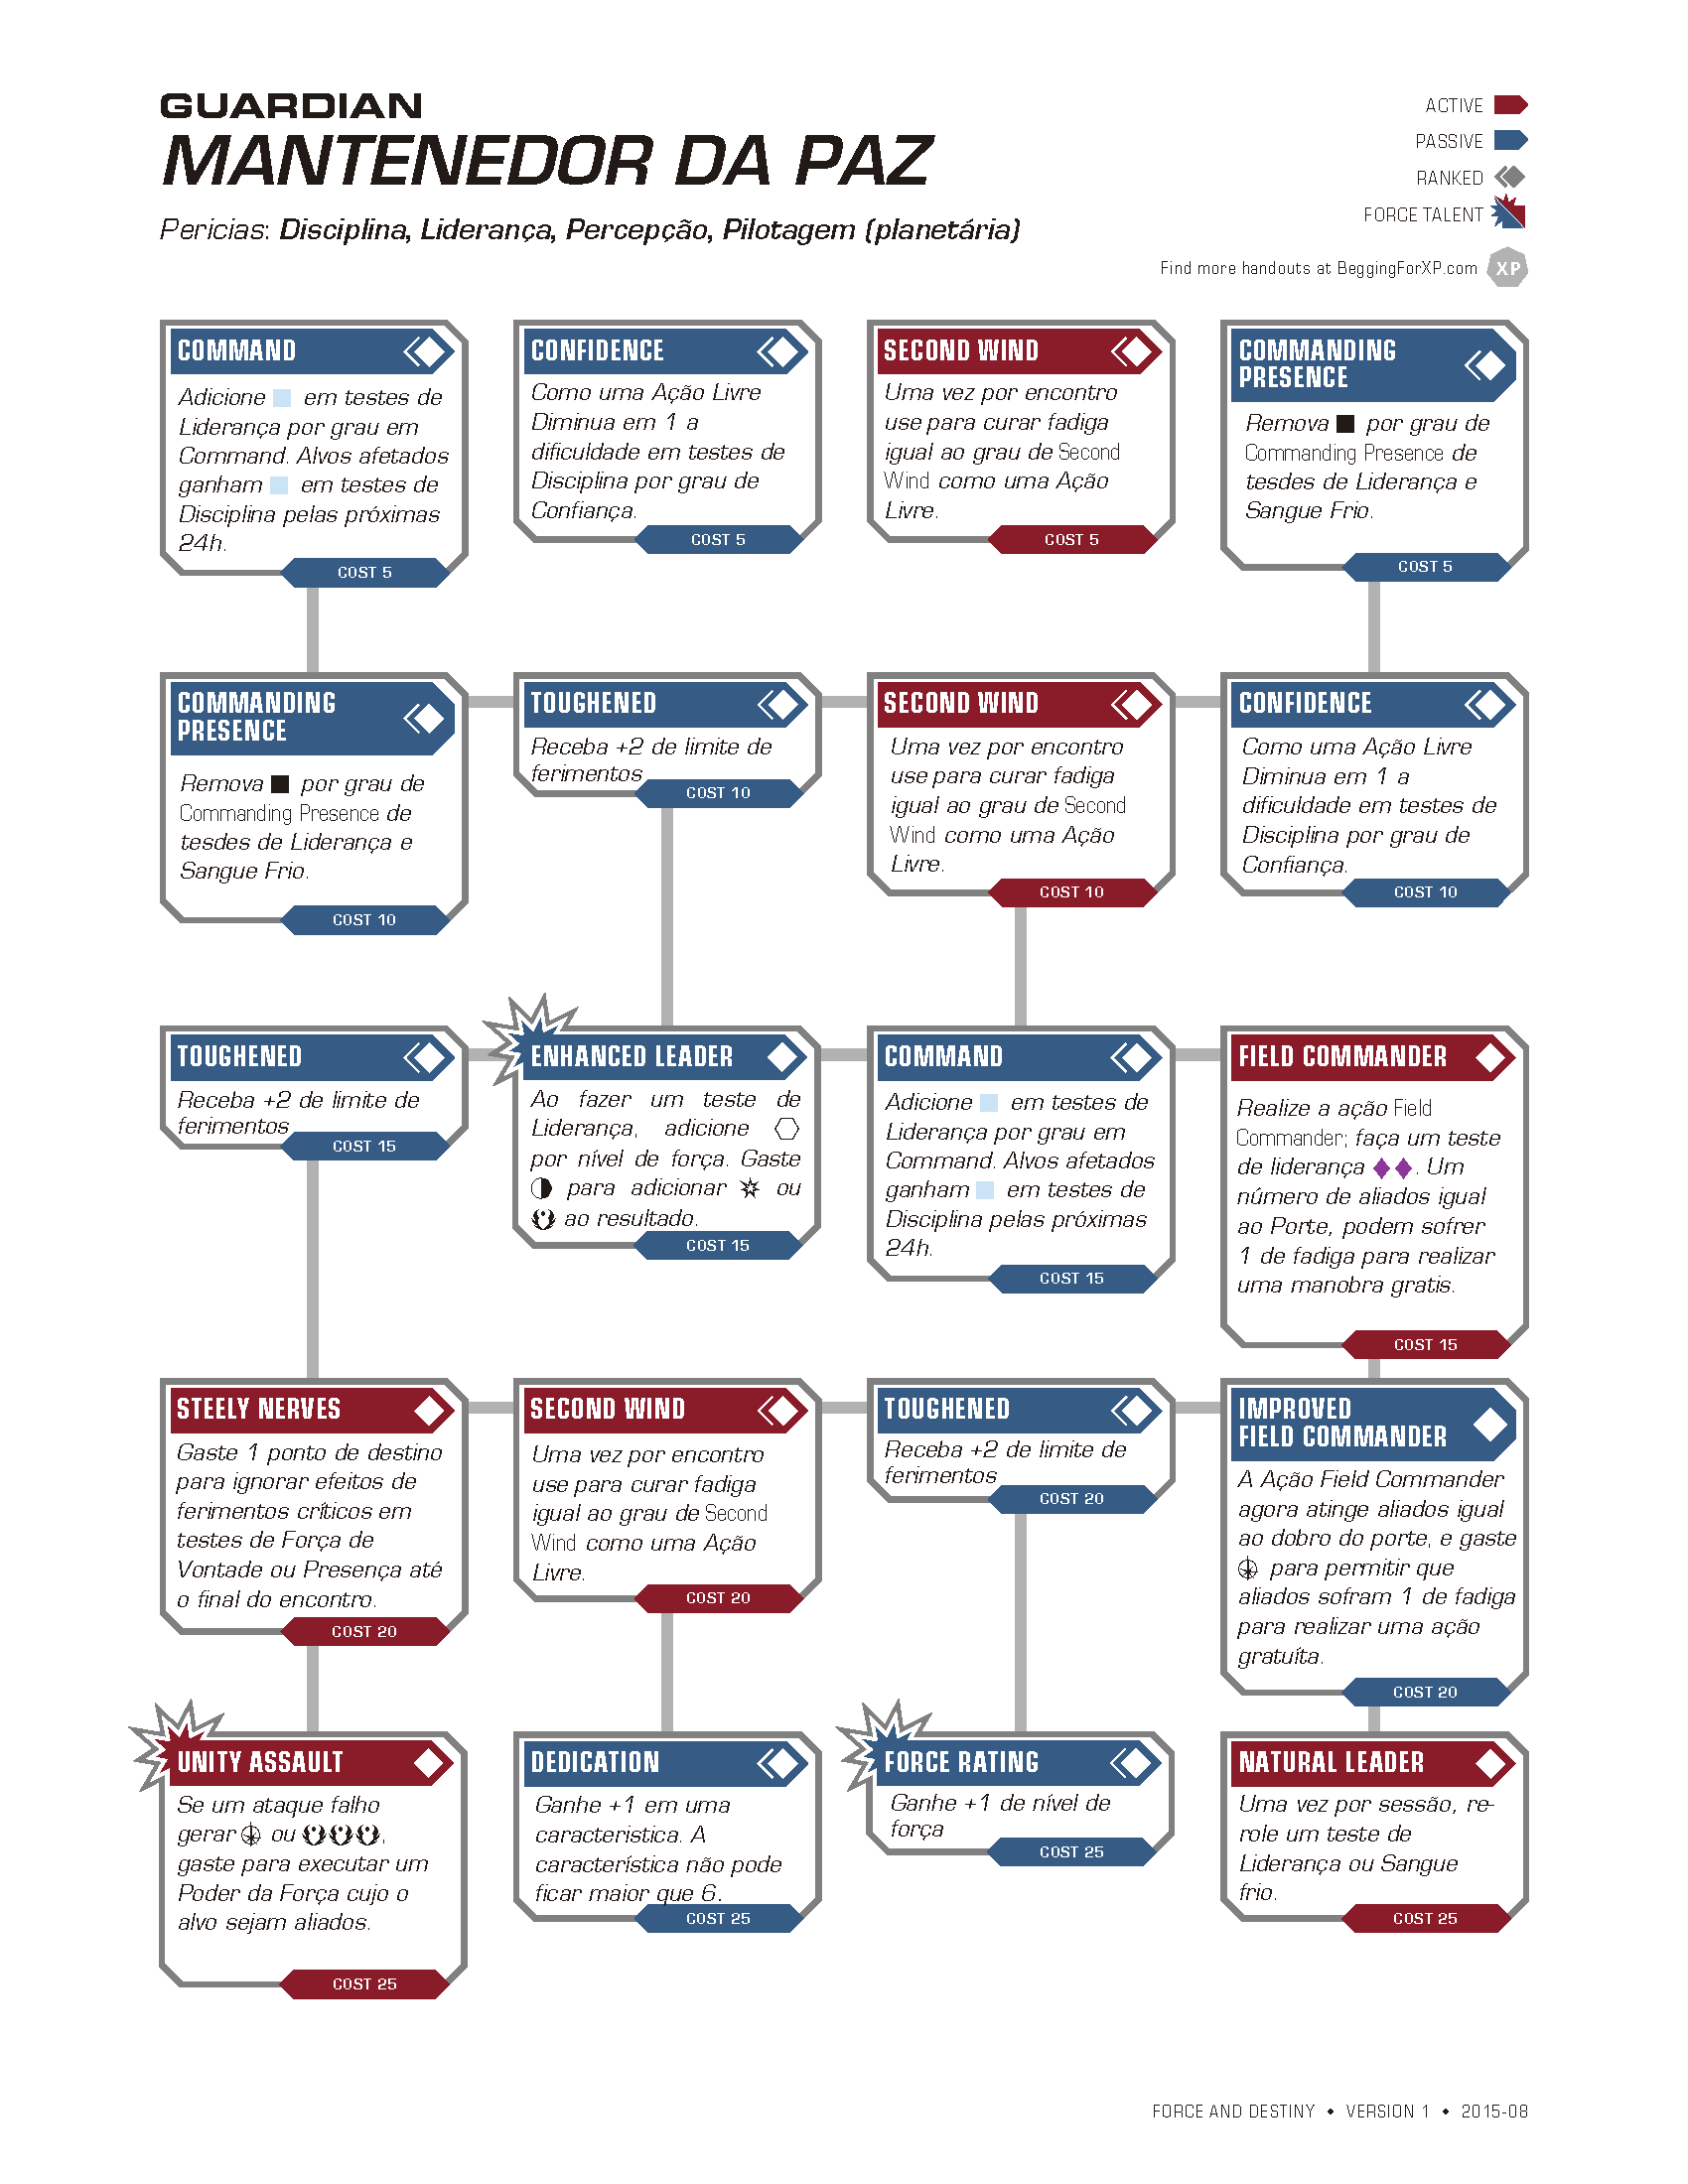 GUARDIAN
MANTENEDOR DA PAZ
Pericias: Disciplina, Liderança, Percepção, Pilotagem (planetária)
ACTIVE
PASSIVE
RANKED
FORCE TALENT
Find more handouts at BeggingForXP.com XP
COMMAND
Adicione em testes de
Liderança por grau em
Command. Alvos afetados
ganham em testes de
Disciplina pelas próximas
24h.
COST 5
CONFIDENCE
Como uma Ação Livre
Diminua em 1 a
dificuldade em testes de
Disciplina por grau de
Confiança.
COST 5
SECOND WIND
Uma vez por encontro
use para curar fadiga
igual ao grau de Second
Wind como uma Ação
Livre.
COST 5
COMMANDING
PRESENCE
Remova por grau de
Commanding Presence de
tesdes de Liderança e
Sangue Frio.
COST 5
COMMANDING
PRESENCE
Remova por grau de
Commanding Presence de
tesdes de Liderança e
Sangue Frio.
COST 10
TOUGHENED
Receba +2 de limite de
ferimentos
COST 10
SECOND WIND
Uma vez por encontro
use para curar fadiga
igual ao grau de Second
Wind como uma Ação
Livre.
COST 10
CONFIDENCE
Como uma Ação Livre
Diminua em 1 a
dificuldade em testes de
Disciplina por grau de
Confiança.
COST 10
TOUGHENED
Receba +2 de limite de
ferimentos
COST 15
ENHANCED LEADER
Ao fazer um teste de
Liderança, adicione
por nível de força. Gaste
para adicionar ou
ao resultado.
COST 15
COMMAND
Adicione em testes de
Liderança por grau em
Command. Alvos afetados
ganham em testes de
Disciplina pelas próximas
24h.
COST 15
FIELD COMMANDER
Realize a ação Field
Commander; faça um teste
de liderança . Um
número de aliados igual
ao Porte, podem sofrer
1 de fadiga para realizar
uma manobra gratis.
COST 15
STEELY NERVES
Gaste 1 ponto de destino
para ignorar efeitos de
ferimentos críticos em
testes de Força de
Vontade ou Presença até
o final do encontro.
COST 20
SECOND WIND
Uma vez por encontro
use para curar fadiga
igual ao grau de Second
Wind como uma Ação
Livre.
COST 20
TOUGHENED
Receba +2 de limite de
ferimentos
COST 20
IMPROVED
FIELD COMMANDER
A Ação Field Commander
agora atinge aliados igual
ao dobro do porte, e gaste
para permitir que
aliados sofram 1 de fadiga
para realizar uma ação
gratuíta.
COST 20
UNITY ASSAULT
Se um ataque falho
gerar ou ,
gaste para executar um
Poder da Força cujo o
alvo sejam aliados.
COST 25
DEDICATION
Ganhe +1 em uma
caracteristica. A
característica não pode
ficar maior que 6.
COST 25
FORCE RATING
Ganhe +1 de nível de
força
COST 25
NATURAL LEADER
Uma vez por sessão, re-
role um teste de
Liderança ou Sangue
frio.
COST 25
FORCE AND DESTINY • VERSION 1 • 2015-08